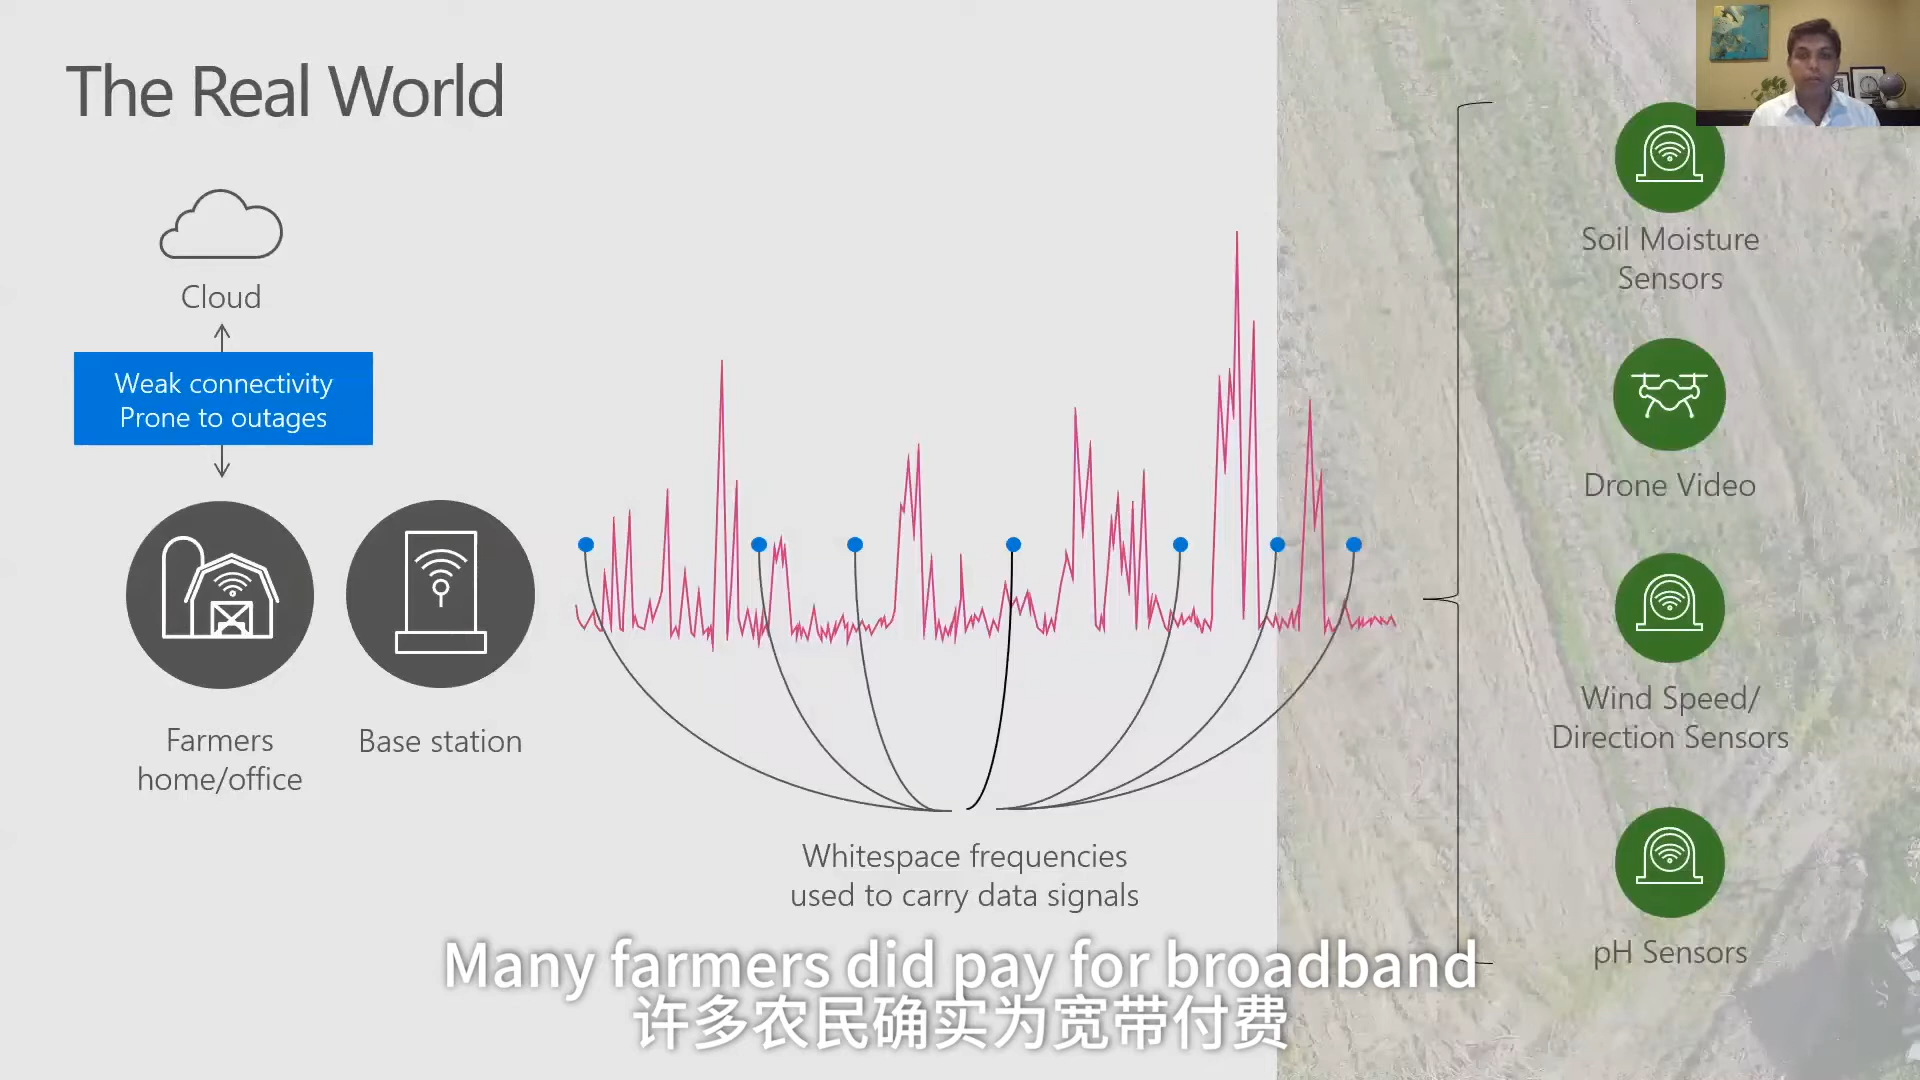 The Real World
Cloud
Weak connectivity
Prone to outages
Farmers
home/office
Base station
Whitespace frequencies
used to carry data signals
Soil Moisture
Sensors
Drone Video
Wind Speed/
Direction Sensors
pH Sensors
Many farmers did pay for broadband
许多农民确实为宽带付费